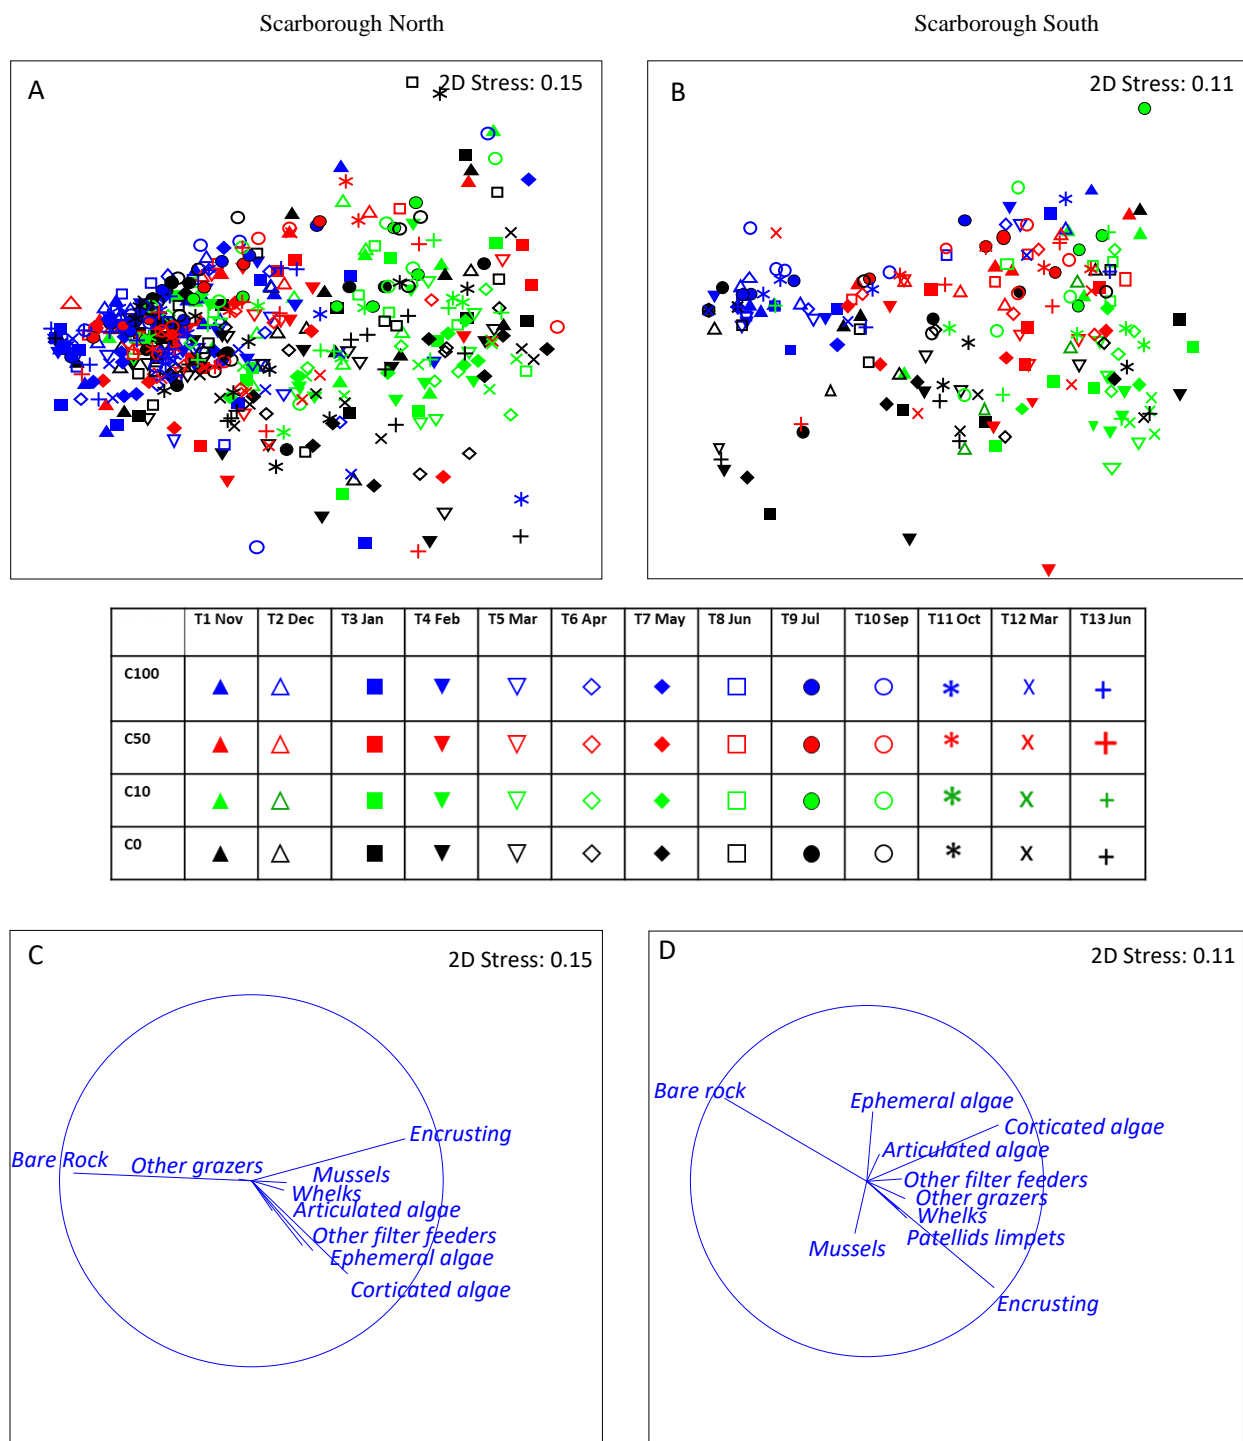 Scarborough North
Scarborough South
A
2D Stress: 0.15
B
2D Stress: 0.11
T1 Nov T2 Dec T3 Jan T4 Feb T5 Mar T6 Apr T7 May T8 Jun T9 Jul T10 Sep T11 Oct T12 Mar T13 Jun
C100
C50
C10
C0
C
2D Stress: 0.15
Encrusting
Bare Rock
Other grazers
Mussels
Whelks
Articulated algae
Other filter feeders
Ephemeral algae
Corticated algae
D
2D Stress: 0.11
Bare rock
Ephemeral algae
Corticated algae
Articulated algae
Other filter feeders
Other grazers
Whelks
Patellids limpets
Mussels
Encrusting